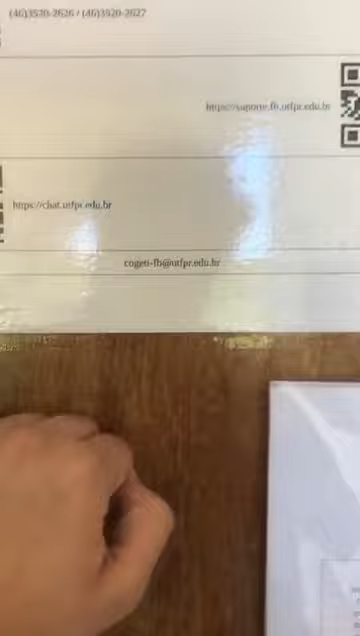 (46)3520-2626 / (46)3520-2627
https://suporte.fb.utfpr.edu.br
https://chat.utfpr.edu.br
cogeti-fb@utfpr.edu.br